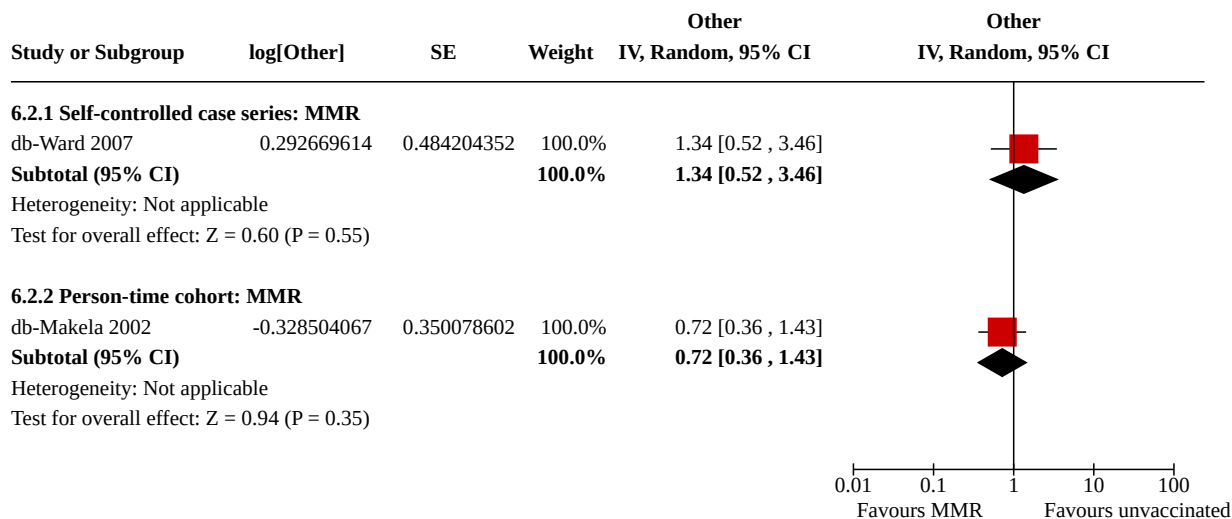 Other Other
Study or Subgroup log[Other] SE Weight IV, Random, 95% CI IV, Random, 95% CI
6.2.1 Self-controlled case series: MMR
db-Ward 2007 0.292669614 0.484204352 100.0% 1.34 [0.52 , 3.46]
Subtotal (95% CI) 100.0% 1.34 [0.52 , 3.46]
Heterogeneity: Not applicable
Test for overall effect: Z = 0.60 (P = 0.55)
6.2.2 Person-time cohort: MMR
db-Makela 2002 -0.328504067 0.350078602 100.0% 0.72 [0.36 , 1.43]
Subtotal (95% CI) 100.0% 0.72 [0.36 , 1.43]
Heterogeneity: Not applicable
Test for overall effect: Z = 0.94 (P = 0.35)
0.01 0.1 1 10 100
Favours MMR Favours unvaccinated